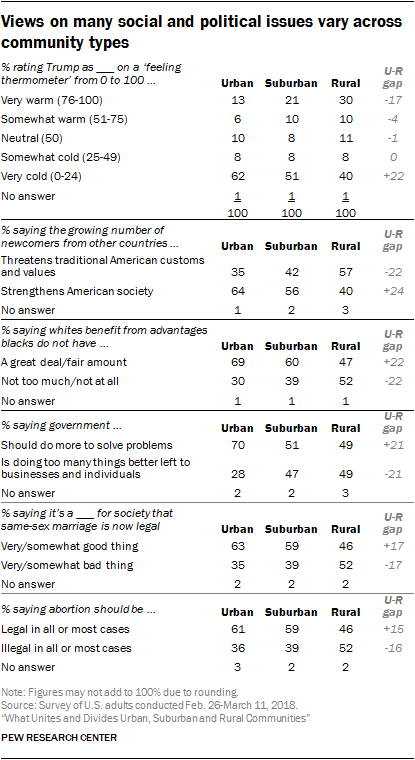 Views on many social and political issues vary across
community types
% rating Trump as ___ on a ‘feeling
thermometer’ from 0 to 100 ... Urban Suburban Rural U-R gap
Very warm (76-100) 13 21 30 -17
Somewhat warm (51-75) 6 10 10 -4
Neutral (50) 10 8 11 -1
Somewhat cold (25-49) 8 8 8 0
Very cold (0-24) 62 51 40 +22
No answer 1 1 1
100 100 100
% saying the growing number of
newcomers from other countries ... Urban Suburban Rural U-R gap
Threatens traditional American customs
and values 35 42 57 -22
Strengthens American society 64 56 40 +24
No answer 1 2 3
% saying whites benefit from advantages
blacks do not have ... Urban Suburban Rural U-R gap
A great deal/fair amount 69 60 47 +22
Not too much/not at all 30 39 52 -22
No answer 1 1 1
% saying government ... Urban Suburban Rural U-R gap
Should do more to solve problems 70 51 49 +21
Is doing too many things better left to
businesses and individuals 28 47 49 -21
No answer 2 2 3
% saying it’s a ___ for society that
same-sex marriage is now legal Urban Suburban Rural U-R gap
Very/somewhat good thing 63 59 46 +17
Very/somewhat bad thing 35 39 52 -17
No answer 2 2 2
% saying abortion should be ... Urban Suburban Rural U-R gap
Legal in all or most cases 61 59 46 +15
Illegal in all or most cases 36 39 52 -16
No answer 3 2 2
Note: Figures may not add to 100% due to rounding.
Source: Survey of U.S. adults conducted Feb. 26-March 11, 2018.
“What Unites and Divides Urban, Suburban and Rural Communities”
PEW RESEARCH CENTER